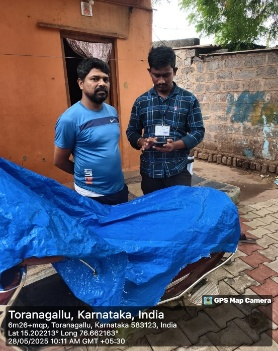 GPS Map Camera
Toranagallu, Karnataka, India
6m26+mqp, Toranagallu, Karnataka 583123, India
Lat 15.202213° Long 76.662163°
28/05/2025 10:11 AM GMT +05:30